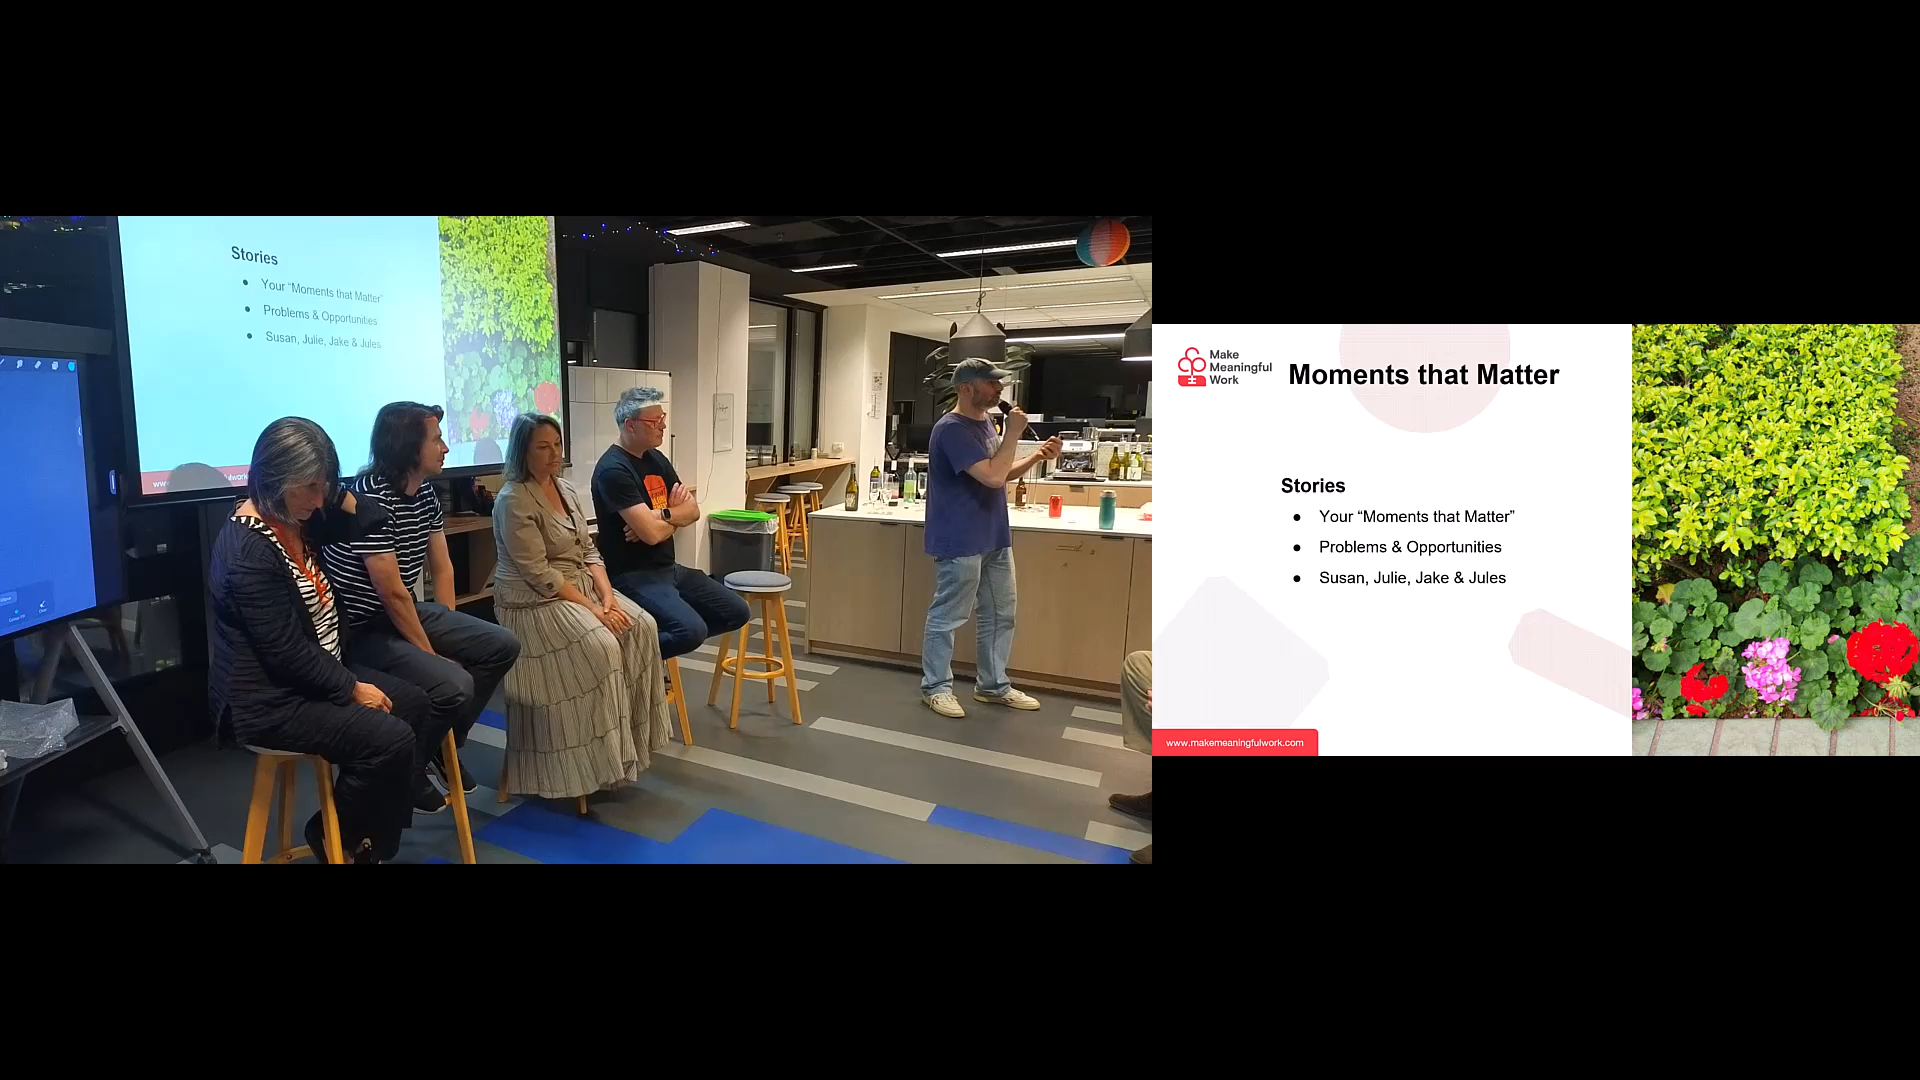 Stories
● Your “Moments that Matter”
● Problems & Opportunities
● Susan, Julie, Jake & Jules
Make
Meaningful
Work
Moments that Matter
Stories
● Your “Moments that Matter”
● Problems & Opportunities
● Susan, Julie, Jake & Jules
www.makemeaningfulwork.com